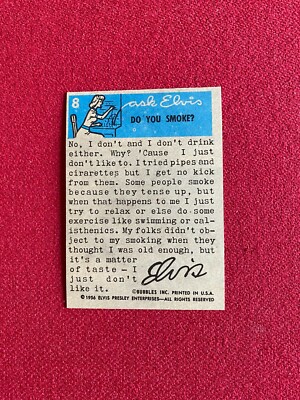 8
ask Elvis
DO YOU SMOKE?
No, I don't and I don't drink
either. Why? 'Cause I just
don't like to. I tried pipes and
cirarettes but I get no kick
from them. Some people smoke
because they tense up, but
when that happens to me I just
try to relax or else do some
exercise like swimming or cal-
isthenics. My folks didn't ob-
ject to my smoking when they
thought I was old enough, but
it's a matter
of taste - I
just don't
like it.
Elvis
©BUBBLES INC. PRINTED IN U.S.A.
©1956 ELVIS PRESLEY ENTERPRISES-ALL RIGHTS RESERVED